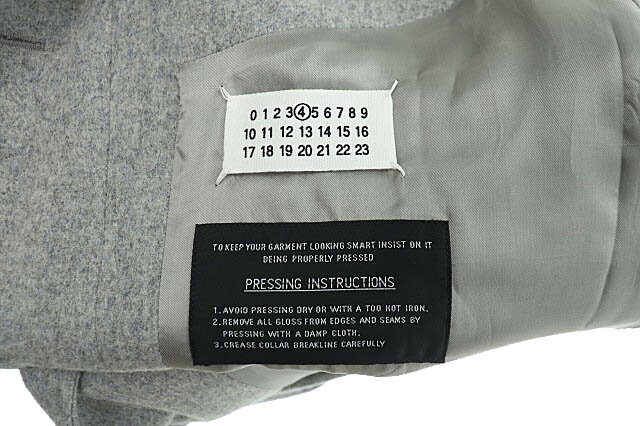 0 1 2 3 4 5 6 7 8 9
10 11 12 13 14 15 16
17 18 19 20 21 22 23
TO KEEP YOUR GARMENT LOOKING SMART INSIST ON IT
BEING PROPERLY PRESSED
PRESSING INSTRUCTIONS
1. AVOID PRESSING DRY OR WITH A TOO HOT IRON.
2. REMOVE ALL GLOSS FROM EDGES AND SEAMS BY
PRESSING WITH A DAMP CLOTH.
3. CREASE COLLAR BREAKLINE CAREFULLY